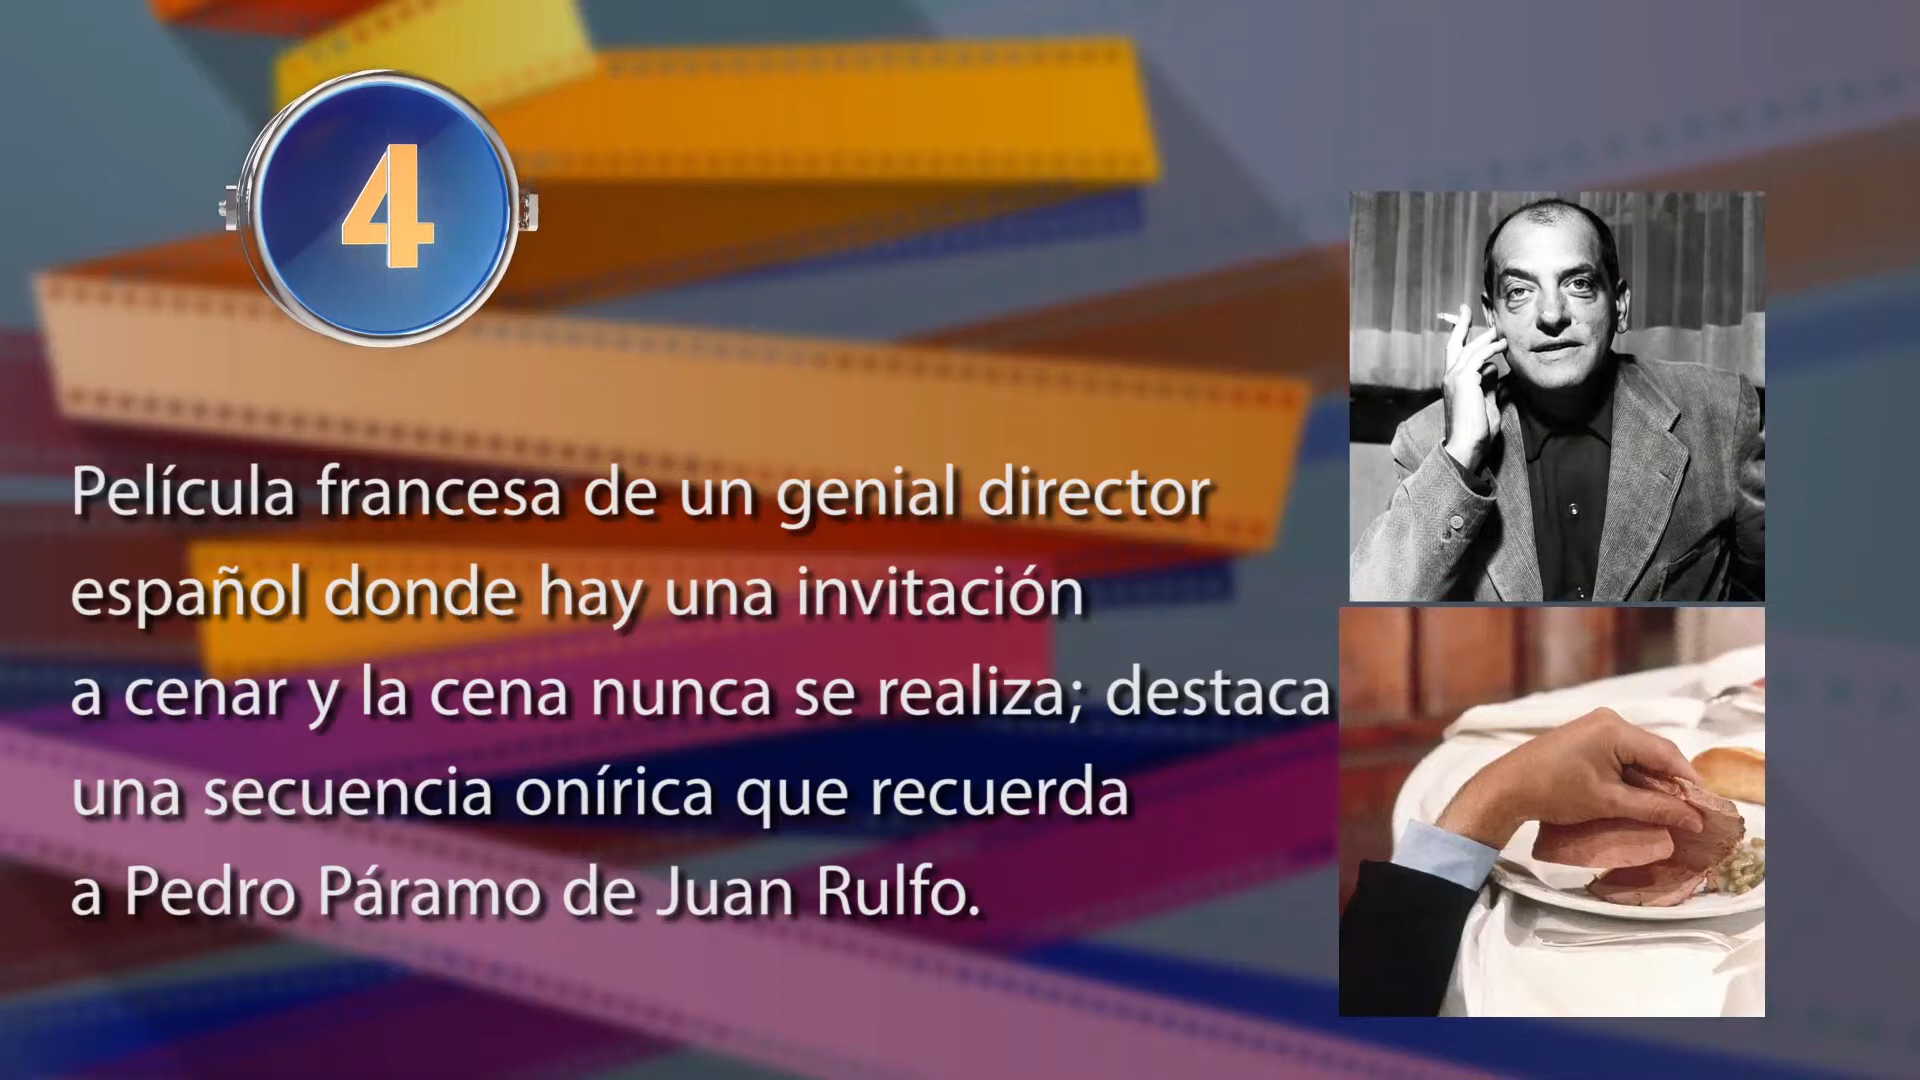 4
Película francesa de un genial director
español donde hay una invitación
a cenar y la cena nunca se realiza; destaca
una secuencia onírica que recuerda
a Pedro Páramo de Juan Rulfo.